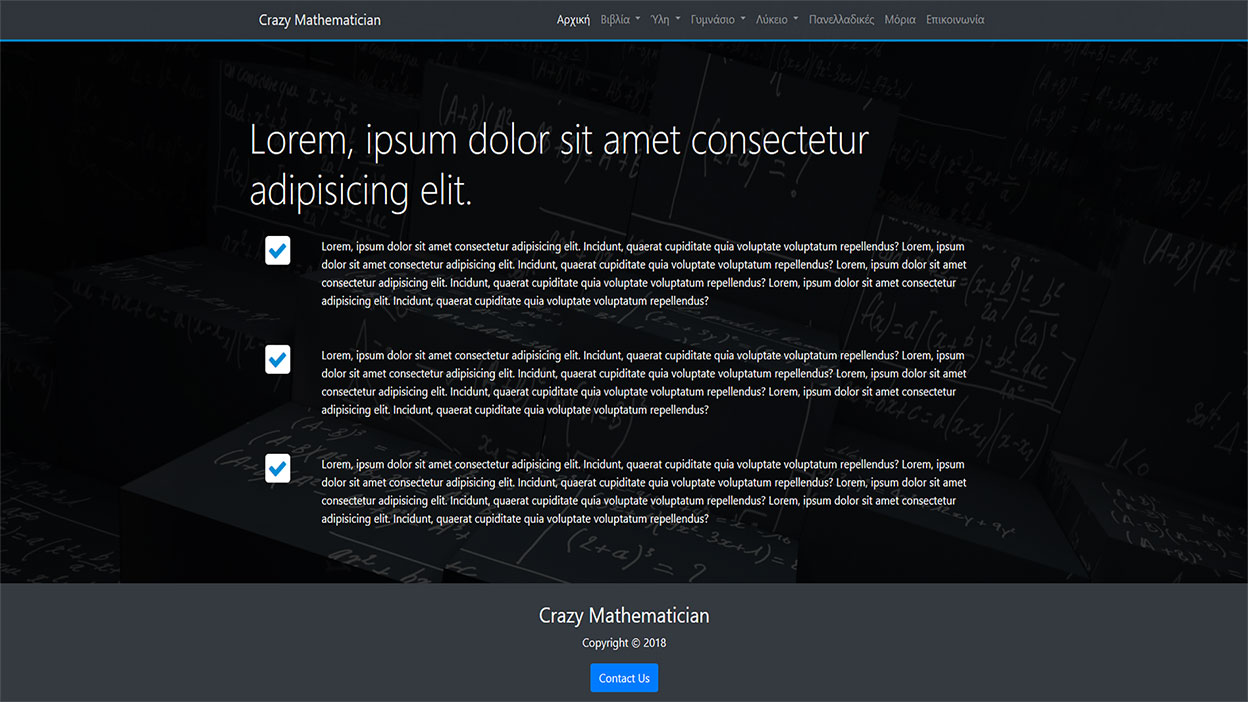 Crazy Mathematician
Αρχική Βιβλία Ύλη Γυμνάσιο Λύκειο Πανελλαδικές Μόρια Επικοινωνία
Lorem, ipsum dolor sit amet consectetur
adipisicing elit.
Lorem, ipsum dolor sit amet consectetur adipisicing elit. Incidunt, quaerat cupiditate quia voluptate voluptatum repellendus? Lorem, ipsum
dolor sit amet consectetur adipisicing elit. Incidunt, quaerat cupiditate quia voluptate voluptatum repellendus? Lorem, ipsum dolor sit amet
consectetur adipisicing elit. Incidunt, quaerat cupiditate quia voluptate voluptatum repellendus? Lorem, ipsum dolor sit amet consectetur
adipisicing elit. Incidunt, quaerat cupiditate quia voluptate voluptatum repellendus?
Lorem, ipsum dolor sit amet consectetur adipisicing elit. Incidunt, quaerat cupiditate quia voluptate voluptatum repellendus? Lorem, ipsum
dolor sit amet consectetur adipisicing elit. Incidunt, quaerat cupiditate quia voluptate voluptatum repellendus? Lorem, ipsum dolor sit amet
consectetur adipisicing elit. Incidunt, quaerat cupiditate quia voluptate voluptatum repellendus? Lorem, ipsum dolor sit amet consectetur
adipisicing elit. Incidunt, quaerat cupiditate quia voluptate voluptatum repellendus?
Lorem, ipsum dolor sit amet consectetur adipisicing elit. Incidunt, quaerat cupiditate quia voluptate voluptatum repellendus? Lorem, ipsum
dolor sit amet consectetur adipisicing elit. Incidunt, quaerat cupiditate quia voluptate voluptatum repellendus? Lorem, ipsum dolor sit amet
consectetur adipisicing elit. Incidunt, quaerat cupiditate quia voluptate voluptatum repellendus? Lorem, ipsum dolor sit amet consectetur
adipisicing elit. Incidunt, quaerat cupiditate quia voluptate voluptatum repellendus?
Crazy Mathematician
Copyright © 2018
Contact Us